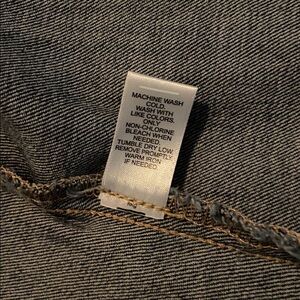 MACHINE WASH
COLD.
WASH WITH
LIKE COLORS.
ONLY
NON-CHLORINE
BLEACH WHEN
NEEDED.
TUMBLE DRY LOW.
REMOVE PROMPTLY.
WARM IRON
IF NEEDED.